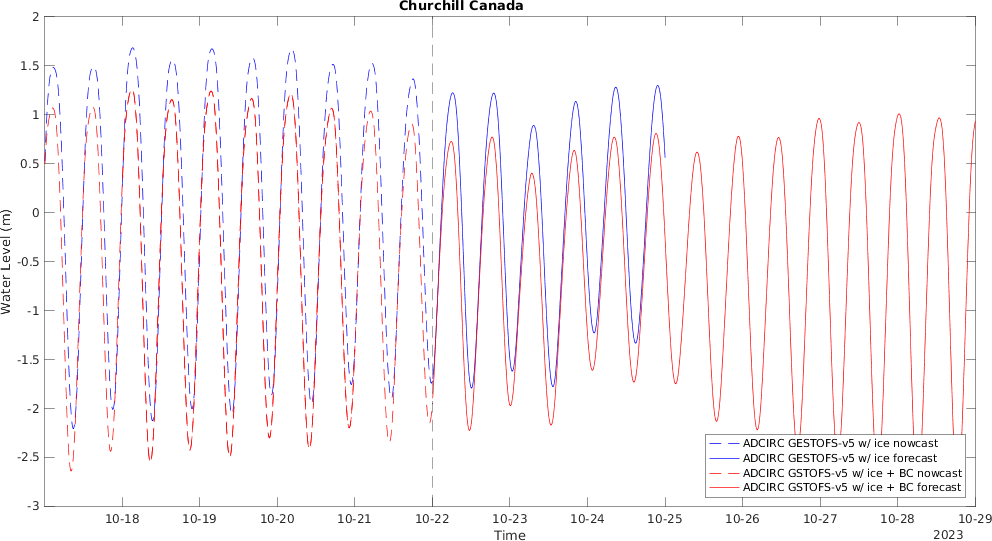 Churchill Canada
2
1.5
1
0.5
0
-0.5
-1
-1.5
-2
-2.5
-3
Water Level (m)
ADCIRC GESTOFS-v5 w/ ice nowcast
ADCIRC GESTOFS-v5 w/ ice forecast
ADCIRC GSTOFS-v5 w/ ice + BC nowcast
ADCIRC GSTOFS-v5 w/ ice + BC forecast
10-18 10-19 10-20 10-21 10-22 10-23 10-24 10-25 10-26 10-27 10-28 10-29
Time 2023